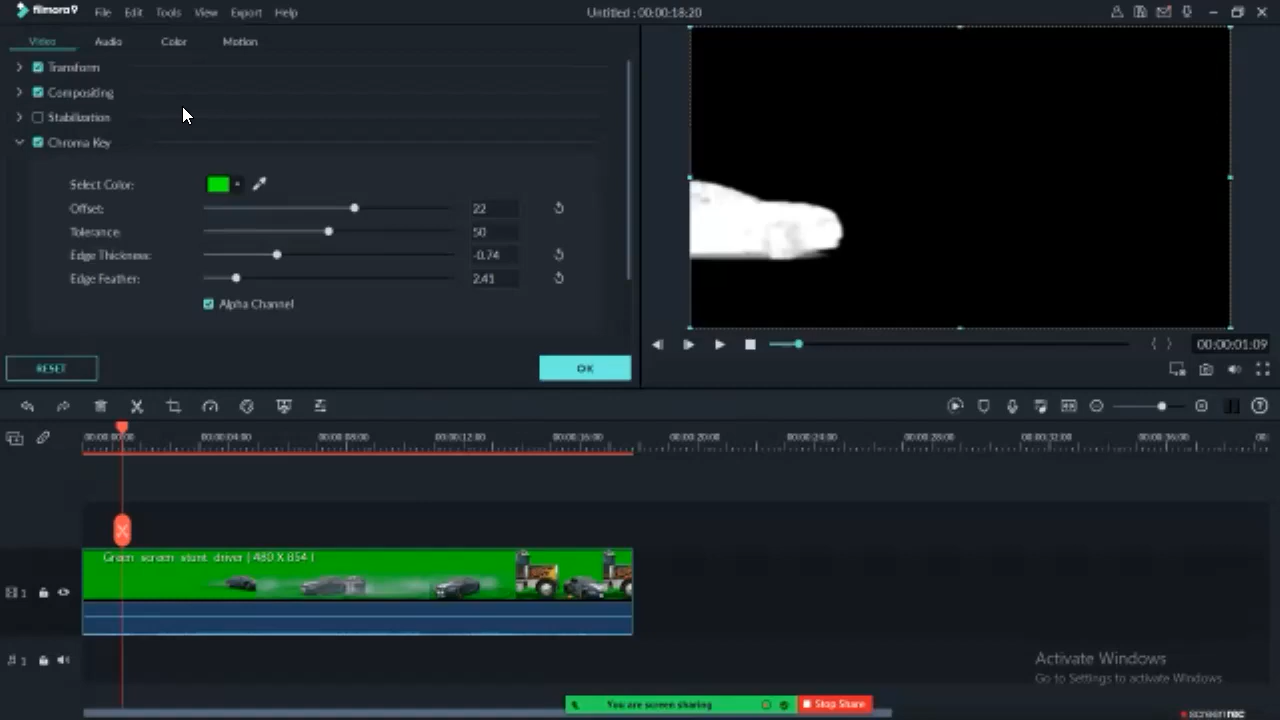 filmora9 File Edit Tools View Export Help Untitled : 00:00:18:20
Video Audio Color Motion
Transform
Compositing
Stabilization
Chroma Key
Select Color:
Offset: 22
Tolerance: 50
Edge Thickness: -0.74
Edge Feather: 2.41
Alpha Channel
00:00:01:09
RESET OK
00:00:00:00 00:00:04:00 00:00:08:00 00:00:12:00 00:00:16:00 00:00:20:00 00:00:24:00 00:00:28:00 00:00:32:00 00:00:36:00 00:
Green screen stunt driver ( 480 X 854 )
1
1
Activate Windows
Go to Settings to activate Windows.
You are screen sharing Stop Share
screenrec